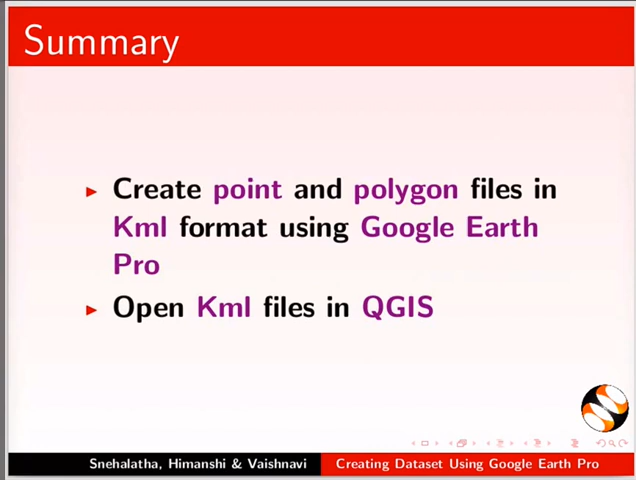 Summary
Create point and polygon files in
Kml format using Google Earth
Pro
Open Kml files in QGIS
Snehalatha, Himanshi & Vaishnavi
Creating Dataset Using Google Earth Pro